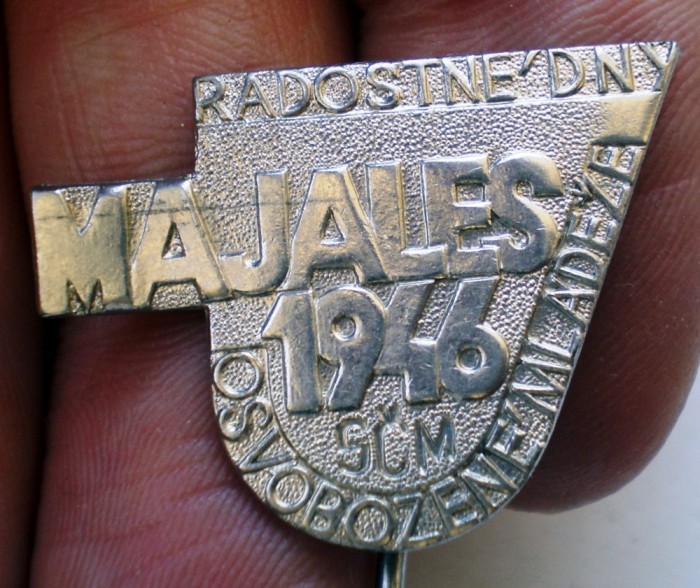 RADOSTNÉ DNY
MAJALES
1946
SČM
OSVOBOZENÉ MLÁDEŽE